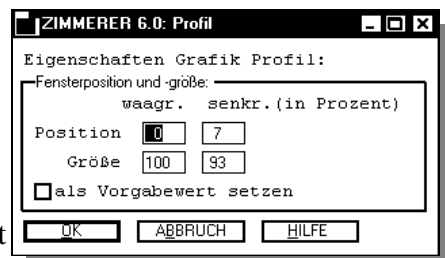 ZIMMERER 6.0: Profil
Eigenschaften Grafik Profil:
Fensterposition und -größe:
waagr. senkr.(in Prozent)
Position 0 7
Größe 100 93
als Vorgabewert setzen
t OK ABBRUCH HILFE